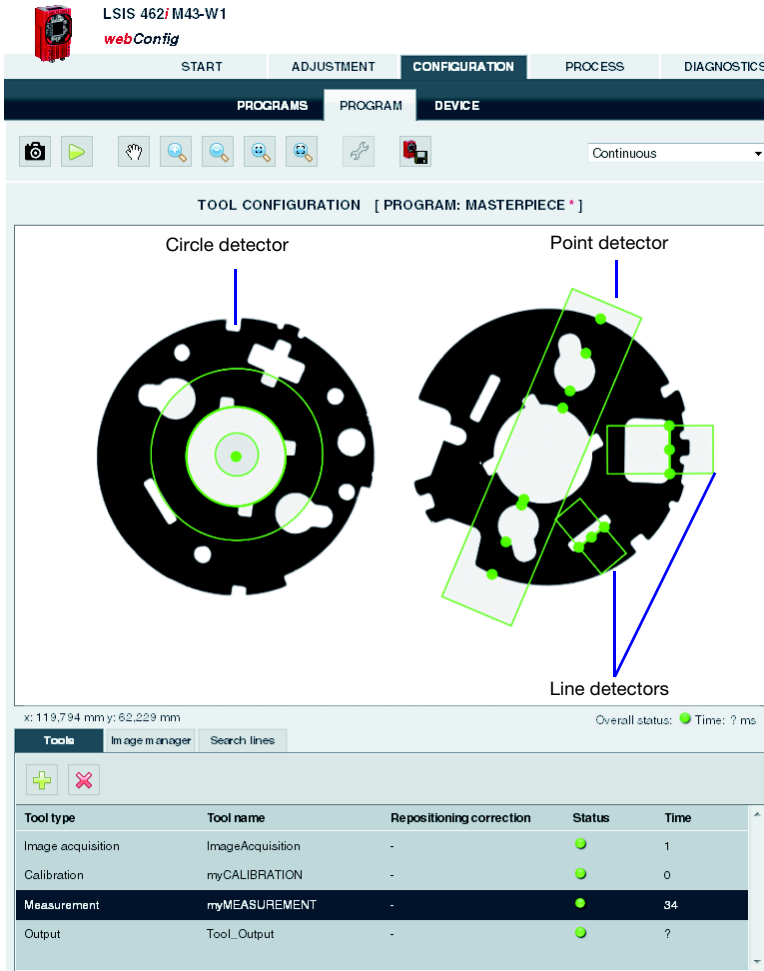 LSIS 462i M43-W1
webConfig
START ADJUSTMENT CONFIGURATION PROCESS DIAGNOSTICS
PROGRAMS PROGRAM DEVICE
Continuous
TOOL CONFIGURATION [ PROGRAM: MASTERPIECE * ]
Circle detector Point detector
Line detectors
x: 119,794 mm y: 62,229 mm Overall status: Time: ? ms
Tools Image manager Search lines
Tool type Tool name Repositioning correction Status Time
Image acquisition ImageAcquisition - 1
Calibration myCALIBRATION - 0
Measurement myMEASUREMENT - 34
Output Tool_Output - ?